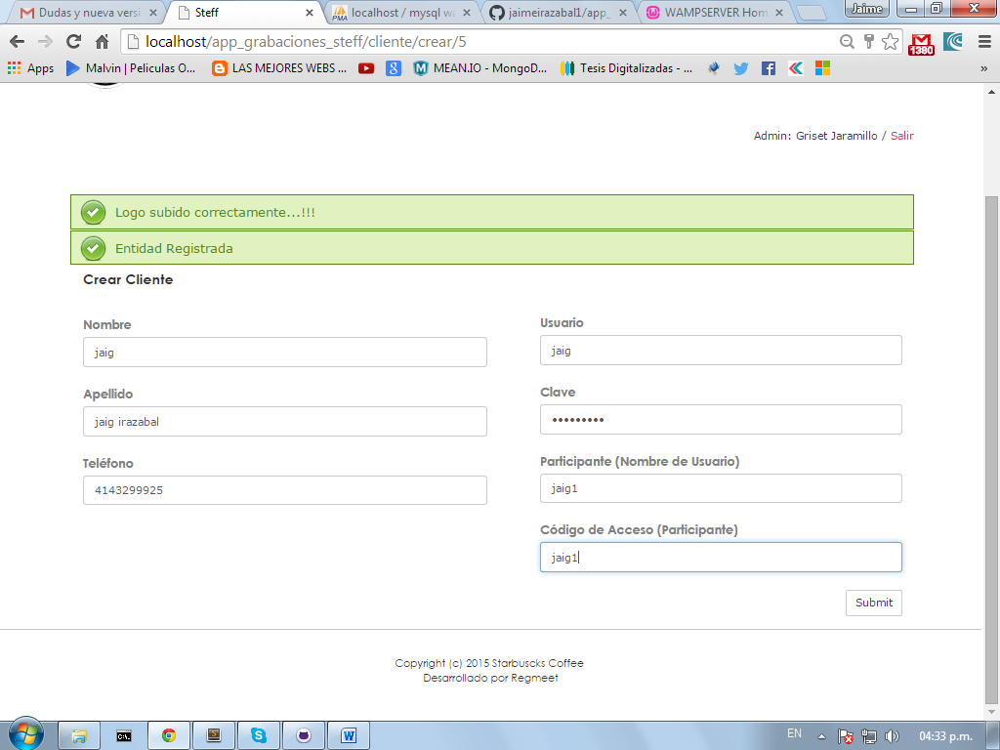 Dudas y nueva versi
Steff
localhost / mysql wa
jaimeirazabal1/app_
WAMPSERVER Hom
Jaime
localhost/app_grabaciones_steff/cliente/crear/5
1380
Apps
Malvin | Peliculas O...
LAS MEJORES WEBS ...
MEAN.IO - MongoD...
Tesis Digitalizadas - ...
»
Admin: Griset Jaramillo / Salir
Logo subido correctamente...!!!
Entidad Registrada
Crear Cliente
Nombre
jaig
Apellido
jaig irazabal
Teléfono
4143299925
Usuario
jaig
Clave
•••••••••
Participante (Nombre de Usuario)
jaig1
Código de Acceso (Participante)
jaig1
Submit
Copyright (c) 2015 Starbuscks Coffee
Desarrollado por Regmeet
EN
04:33 p.m.